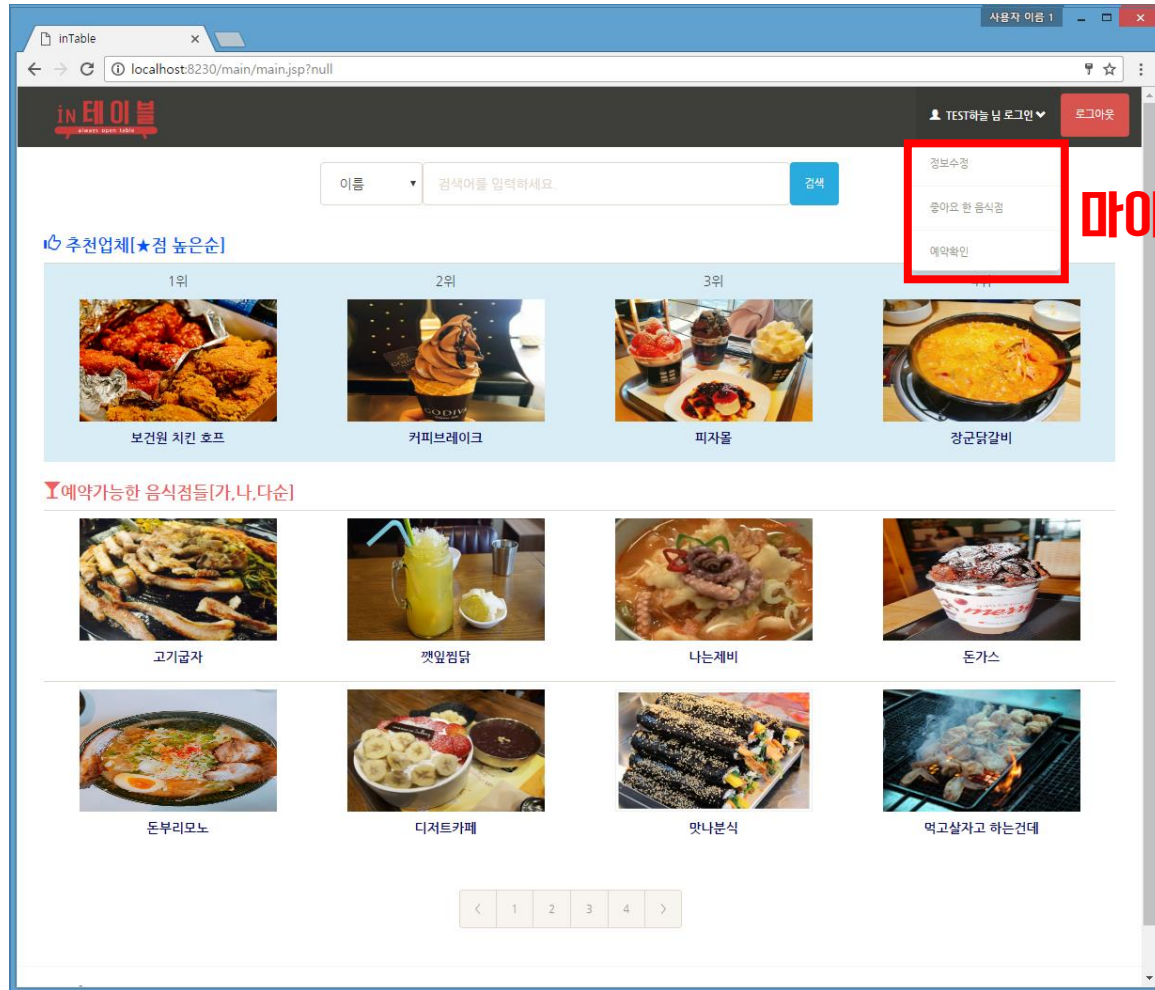 사용자 이름 1
inTable
localhost:8230/main/main.jsp?null
iN 테이블
always open table
TEST하늘 님 로그인
로그아웃
이름
검색어를 입력하세요.
검색
정보수정
좋아요 한 음식점
예약확인
마이
추천업체[★점 높은순]
1위 2위 3위
보건원 치킨 호프 커피브레이크 피자몰 장군닭갈비
예약가능한 음식점들[가,나,다순]
고기굽자 깻잎찜닭 나는제비 돈가스
돈부리모노 디저트카페 맛나분식 먹고살자고 하는건데
< 1 2 3 4 >